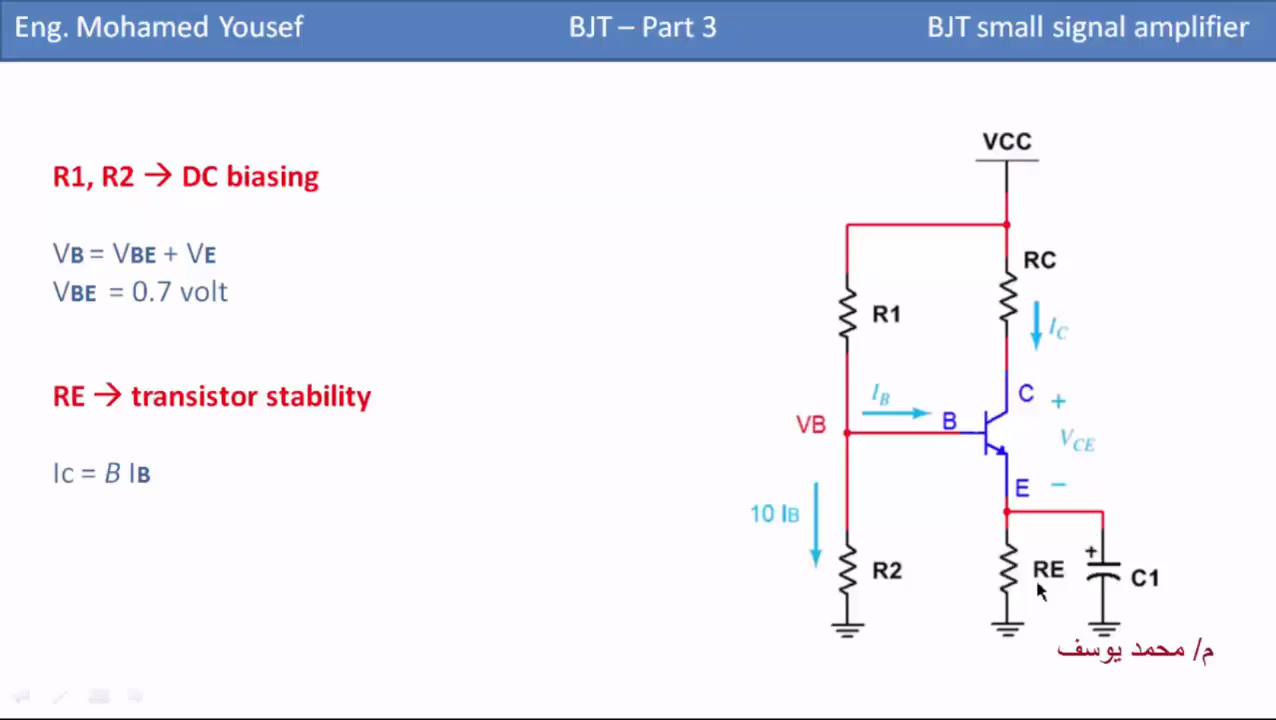 Eng. Mohamed Yousef
BJT – Part 3
BJT small signal amplifier
R1, R2 → DC biasing
VB = VBE + VE
VBE = 0.7 volt
RE → transistor stability
Ic = B IB
VCC
RC
R1
IC
IB
C
+
VB
B
VCE
E
−
10 IB
+
R2
RE
C1
م/ محمد يوسف